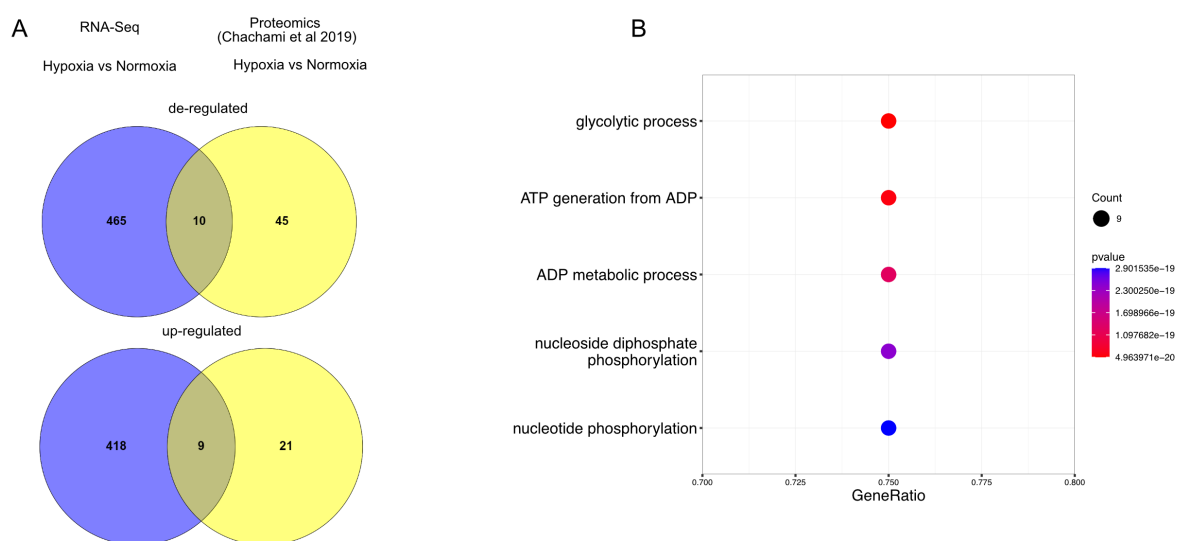 A
RNA-Seq
Proteomics
(Chachami et al 2019)
Hypoxia vs Normoxia
Hypoxia vs Normoxia
de-regulated
465
10
45
up-regulated
418
9
21
B
glycolytic process
ATP generation from ADP
ADP metabolic process
nucleoside diphosphate
phosphorylation
nucleotide phosphorylation
0.700
0.725
0.750
0.775
0.800
GeneRatio
Count
9
pvalue
2.901535e−19
2.300250e−19
1.698966e−19
1.097682e−19
4.963971e−20